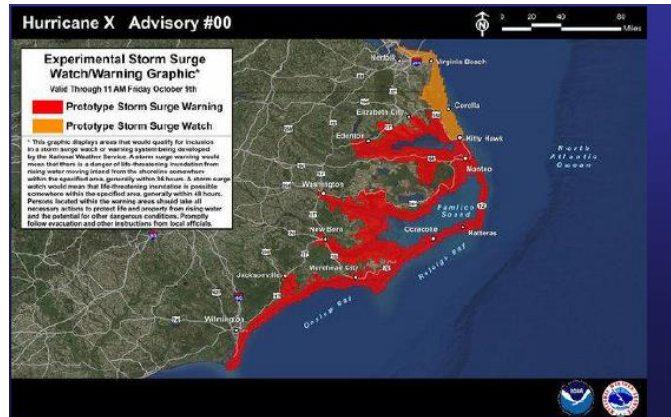 Hurricane X Advisory #00
0 20 40 80
Miles
Experimental Storm Surge
Watch/Warning Graphic*
Valid Through 11 AM Friday October 9th
Prototype Storm Surge Warning
Prototype Storm Surge Watch
* This graphic displays areas that would qualify for inclusion
in a storm surge watch or warning system being developed
by the National Weather Service. A storm surge warning would
mean that there is a danger of life-threatening inundation from
rising water moving inland from the shoreline somewhere
within the specified area, generally within 36 hours. A storm surge
watch would mean that life-threatening inundation is possible
somewhere within the specified area, generally within 48 hours.
Persons located within the warning areas should take all
necessary actions to protect life and property from rising water
and the potential for other dangerous conditions. Promptly
follow evacuation and other instructions from local officials.
Norfolk
Virginia Beach
Elizabeth City
Corolla
Edenton
Kitty Hawk
North
Atlantic
Ocean
Manteo
Washington
Pamlico
Sound
New Bern
Ocracoke
Hatteras
Jacksonville
Morehead City
Raleigh Bay
Onslow Bay
Wilmington
NOAA